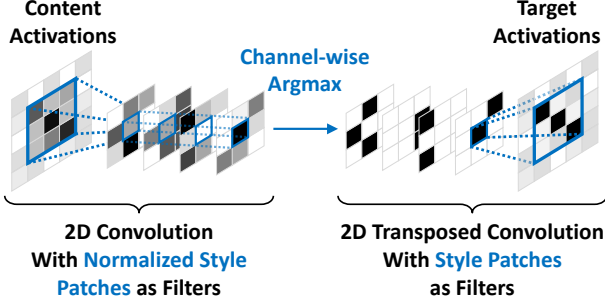 Content
Activations
Target
Activations
Channel-wise
Argmax
2D Convolution
With Normalized Style
Patches as Filters
2D Transposed Convolution
With Style Patches
as Filters